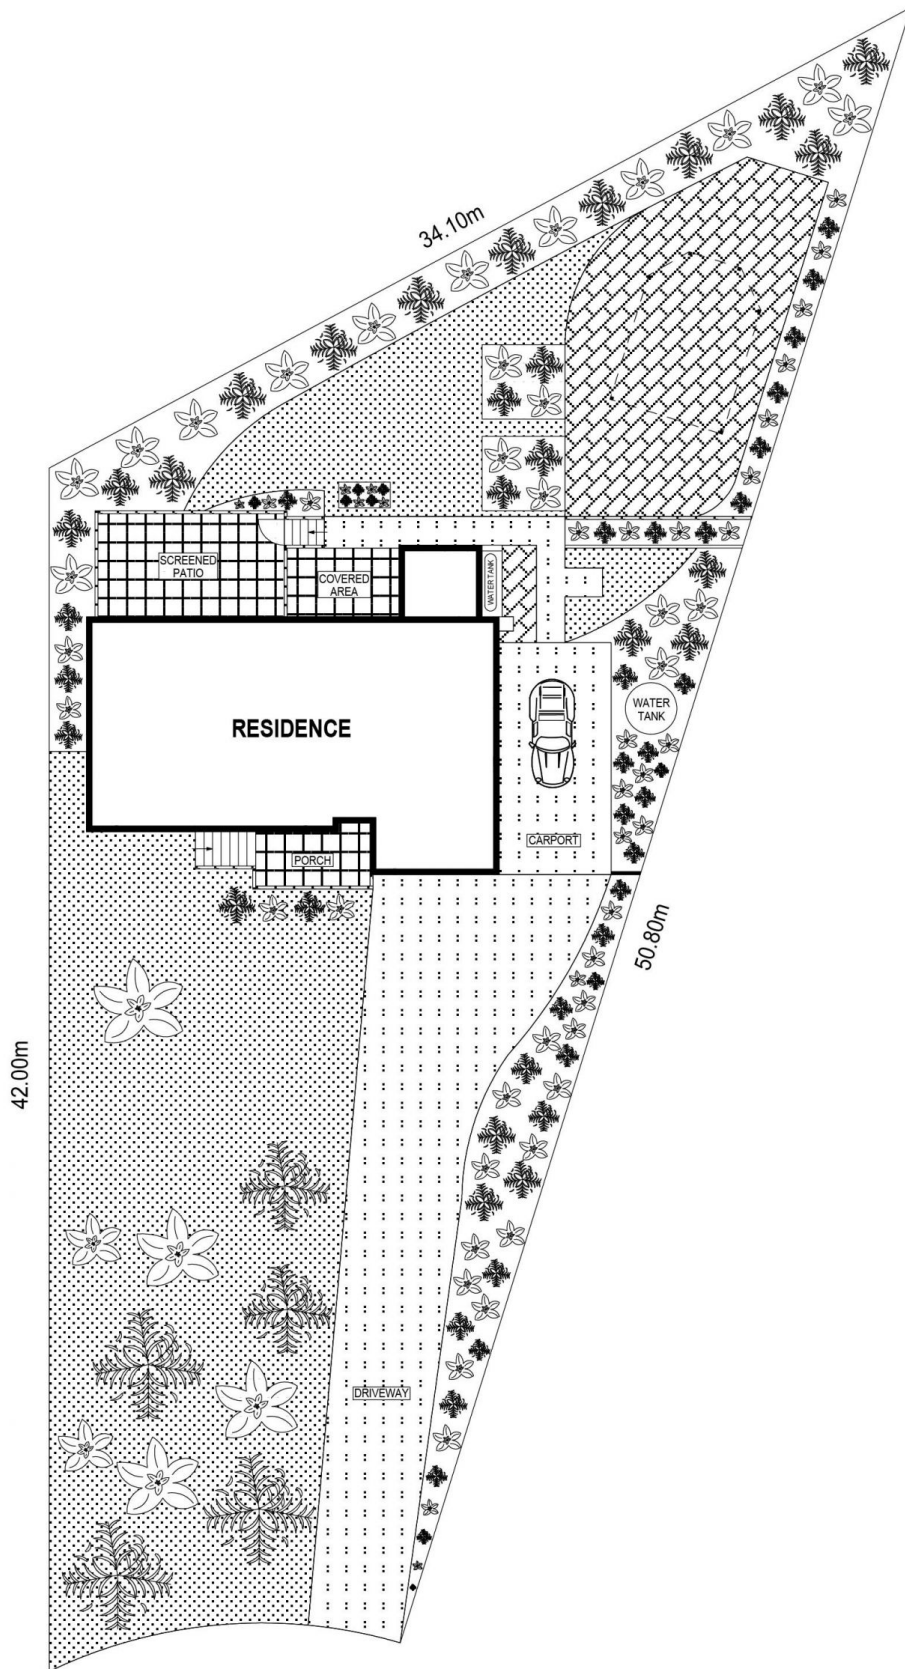 34.10m
SCREENED
PATIO
COVERED
AREA
WATER TANK
RESIDENCE
WATER
TANK
CARPORT
PORCH
50.80m
42.00m
DRIVEWAY